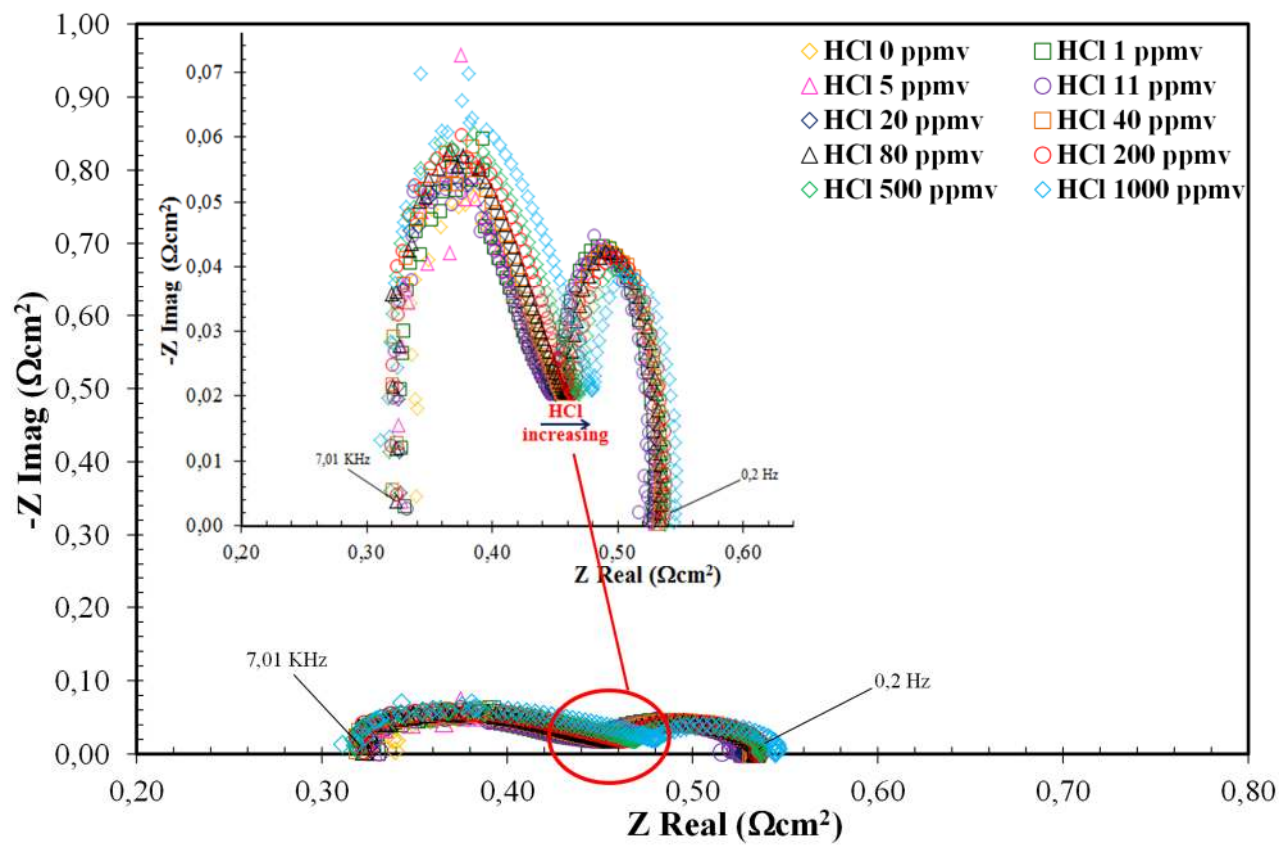 1,00
0,90
0,80
0,70
0,60
0,50
0,40
0,30
0,20
0,10
0,00
-Z Imag (Ωcm²)
0,20
0,30
0,40
0,50
0,60
0,70
0,80
Z Real (Ωcm²)
7,01 KHz
0,2 Hz
0,07
0,06
0,05
0,04
0,03
0,02
0,01
0,00
-Z Imag (Ωcm²)
0,20
0,30
0,40
0,50
0,60
Z Real (Ωcm²)
7,01 KHz
0,2 Hz
HCl
increasing
HCl 0 ppmv
HCl 1 ppmv
HCl 5 ppmv
HCl 11 ppmv
HCl 20 ppmv
HCl 40 ppmv
HCl 80 ppmv
HCl 200 ppmv
HCl 500 ppmv
HCl 1000 ppmv